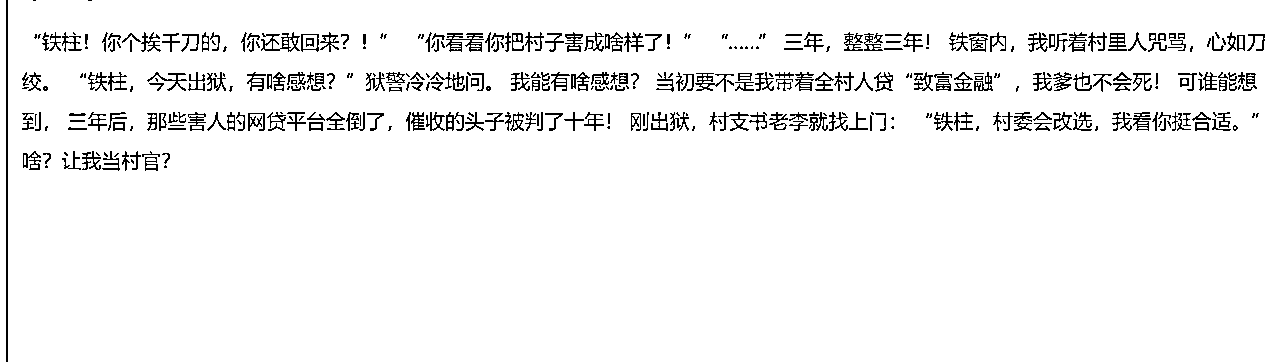 “铁柱！你个挨千刀的，你还敢回来？！” “你看看你把村子害成啥样了！” “……” 三年，整整三年！ 铁窗内，我听着村里人咒骂，心如刀
绞。 “铁柱，今天出狱，有啥感想？”狱警冷冷地问。 我能有啥感想？ 当初要不是我带着全村人贷“致富金融”，我爹也不会死！ 可谁能想
到， 三年后，那些害人的网贷平台全倒了，催收的头子被判了十年！ 刚出狱，村支书老李就找上门： “铁柱，村委会改选，我看你挺合适。”
啥？让我当村官？